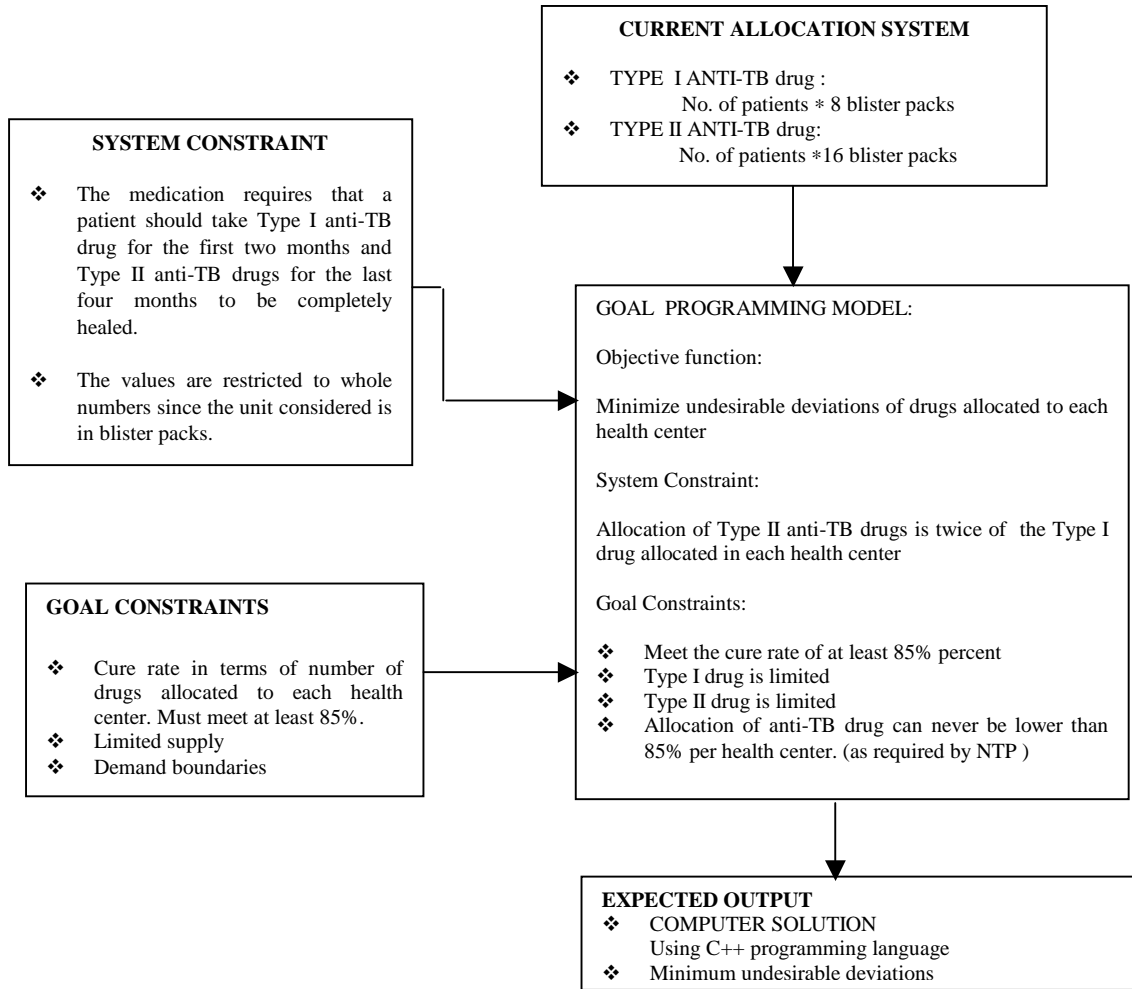 CURRENT ALLOCATION SYSTEM
❖ TYPE I ANTI-TB drug :
No. of patients * 8 blister packs
❖ TYPE II ANTI-TB drug:
No. of patients *16 blister packs
SYSTEM CONSTRAINT
❖ The medication requires that a
patient should take Type I anti-TB
drug for the first two months and
Type II anti-TB drugs for the last
four months to be completely
healed.
❖ The values are restricted to whole
numbers since the unit considered is
in blister packs.
GOAL PROGRAMMING MODEL:
Objective function:
Minimize undesirable deviations of drugs allocated to each
health center
System Constraint:
Allocation of Type II anti-TB drugs is twice of the Type I
drug allocated in each health center
Goal Constraints:
❖ Meet the cure rate of at least 85% percent
❖ Type I drug is limited
❖ Type II drug is limited
❖ Allocation of anti-TB drug can never be lower than
85% per health center. (as required by NTP )
GOAL CONSTRAINTS
❖ Cure rate in terms of number of
drugs allocated to each health
center. Must meet at least 85%.
❖ Limited supply
❖ Demand boundaries
EXPECTED OUTPUT
❖ COMPUTER SOLUTION
Using C++ programming language
❖ Minimum undesirable deviations